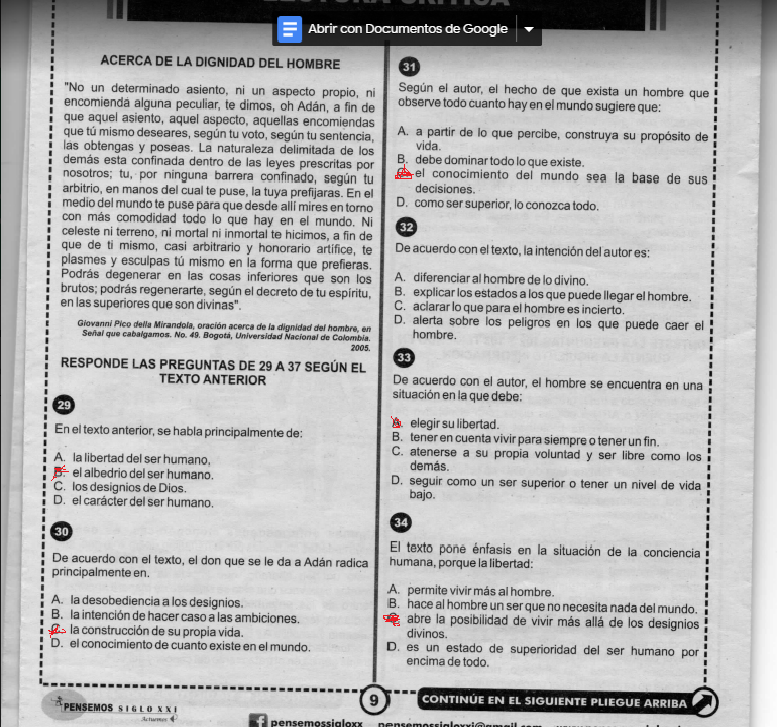 Abrir con Documentos de Google
ACERCA DE LA DIGNIDAD DEL HOMBRE
"No un determinado asiento, ni un aspecto propio, ni
encomienda alguna peculiar, te dimos, oh Adán, a fin de
que aquel asiento, aquel aspecto, aquellas encomiendas
que tú mismo deseares, según tu voto, según tu sentencia,
las obtengas y poseas. La naturaleza delimitada de los
demás esta confinada dentro de las leyes prescritas por
nosotros; tu, por ninguna barrera confinado, según tu
arbitrio, en manos del cual te puse, la tuya prefijaras. En el
medio del mundo te puse para que desde allí mires en torno
con más comodidad todo lo que hay en el mundo. Ni
celeste ni terreno, ni mortal ni inmortal te hicimos, a fin de
que de ti mismo, casi arbitrario y honorario artífice, te
plasmes y esculpas tú mismo en la forma que prefieras.
Podrás degenerar en las cosas inferiores que son los
brutos; podrás regenerarte, según el decreto de tu espíritu,
en las superiores que son divinas".
Giovanni Pico della Mirandola, oración acerca de la dignidad del hombre, en
Señal que cabalgamos. No. 49. Bogotá, Universidad Nacional de Colombia.
2005.
RESPONDE LAS PREGUNTAS DE 29 A 37 SEGÚN EL
TEXTO ANTERIOR
29
En el texto anterior, se habla principalmente de:
A. la libertad del ser humano,
B. el albedrio del ser humano.
C. los designios de Dios.
D. el carácter del ser humano.
30
De acuerdo con el texto, el don que se le da a Adán radica
principalmente en.
A. la desobediencia a los designios.
B. la intención de hacer caso a las ambiciones.
C. la construcción de su propia vida.
D. el conocimiento de cuanto existe en el mundo.
31
Según el autor, el hecho de que exista un hombre que
observe todo cuanto hay en el mundo sugiere que:
A. a partir de lo que percibe, construya su propósito de
vida.
B. debe dominar todo lo que existe.
el conocimiento del mundo sea la base de sus
decisiones.
D. como ser superior, lo conozca todo.
32
De acuerdo con el texto, la intención del autor es:
A. diferenciar al hombre de lo divino.
B. explicar los estados a los que puede llegar el hombre.
C. aclarar lo que para el hombre es incierto.
D. alerta sobre los peligros en los que puede caer el
hombre.
33
De acuerdo con el autor, el hombre se encuentra en una
situación en la que debe:
A. elegir su libertad.
B. tener en cuenta vivir para siempre o tener un fin.
C. atenerse a su propia voluntad y ser libre como los
demás.
D. seguir como un ser superior o tener un nivel de vida
bajo.
34
El texto pone énfasis en la situación de la conciencia
humana, porque la libertad:
A. permite vivir más al hombre.
B. hace al hombre un ser que no necesita nada del mundo.
abre la posibilidad de vivir más allá de los designios
divinos.
D. es un estado de superioridad del ser humano por
encima de todo.
PENSEMOS SIGLO XXI
9
CONTINÚE EN EL SIGUIENTE PLIEGUE ARRIBA
f pensemossigloxx